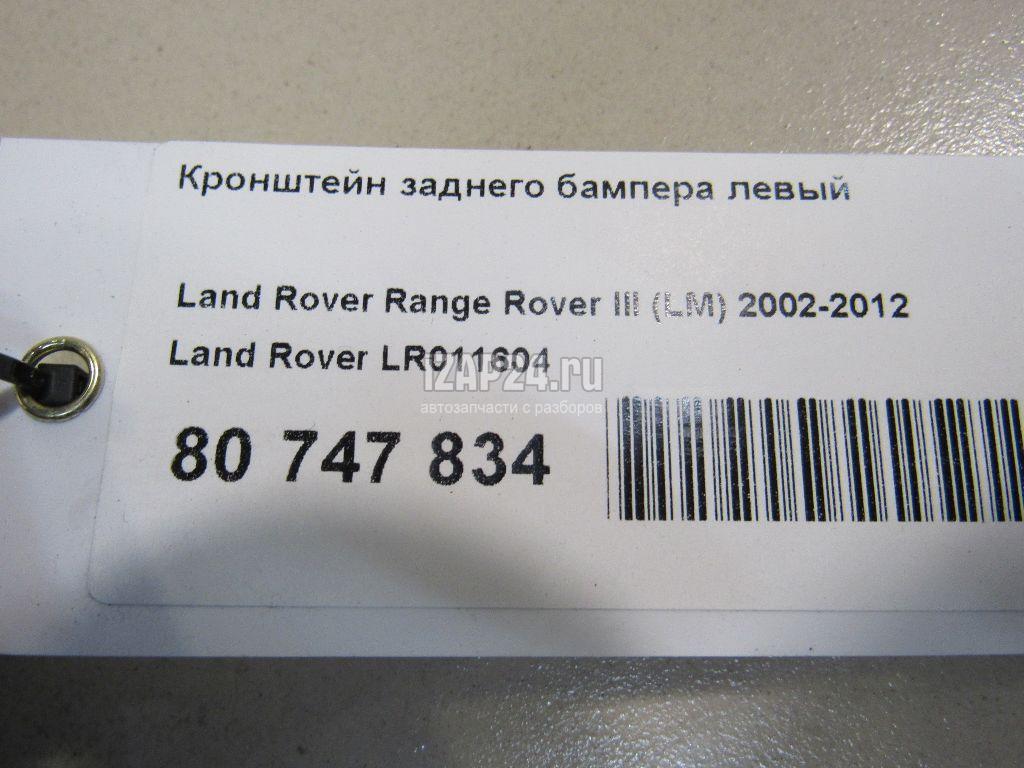 Кронштейн заднего бампера левый
Land Rover Range Rover III (LM) 2002-2012
Land Rover LR011604
1ZAP24.ru
автозапчасти с разборов
80 747 834